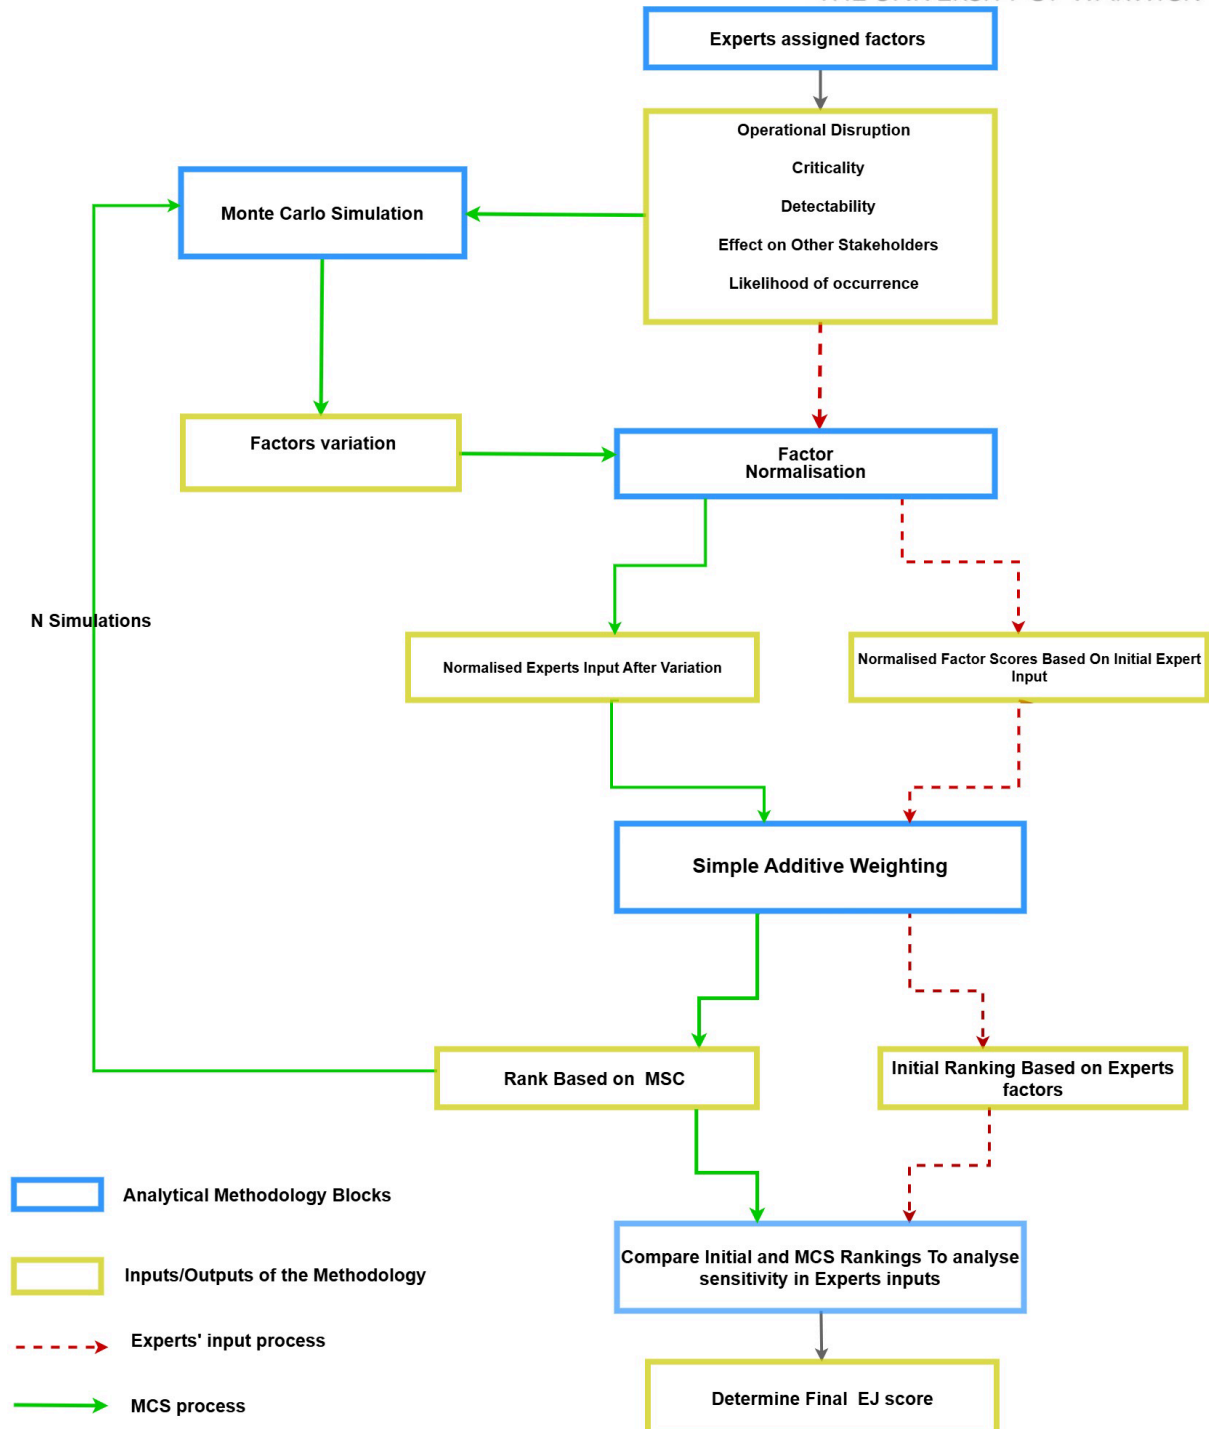 Experts assigned factors
Operational Disruption
Criticality
Detectability
Effect on Other Stakeholders
Likelihood of occurrence
Monte Carlo Simulation
Factors variation
Factor
Normalisation
N Simulations
Normalised Experts Input After Variation
Normalised Factor Scores Based On Initial Expert
Input
Simple Additive Weighting
Rank Based on MSC
Initial Ranking Based on Experts
factors
Compare Initial and MCS Rankings To analyse
sensitivity in Experts inputs
Determine Final EJ score
Analytical Methodology Blocks
Inputs/Outputs of the Methodology
Experts' input process
MCS process